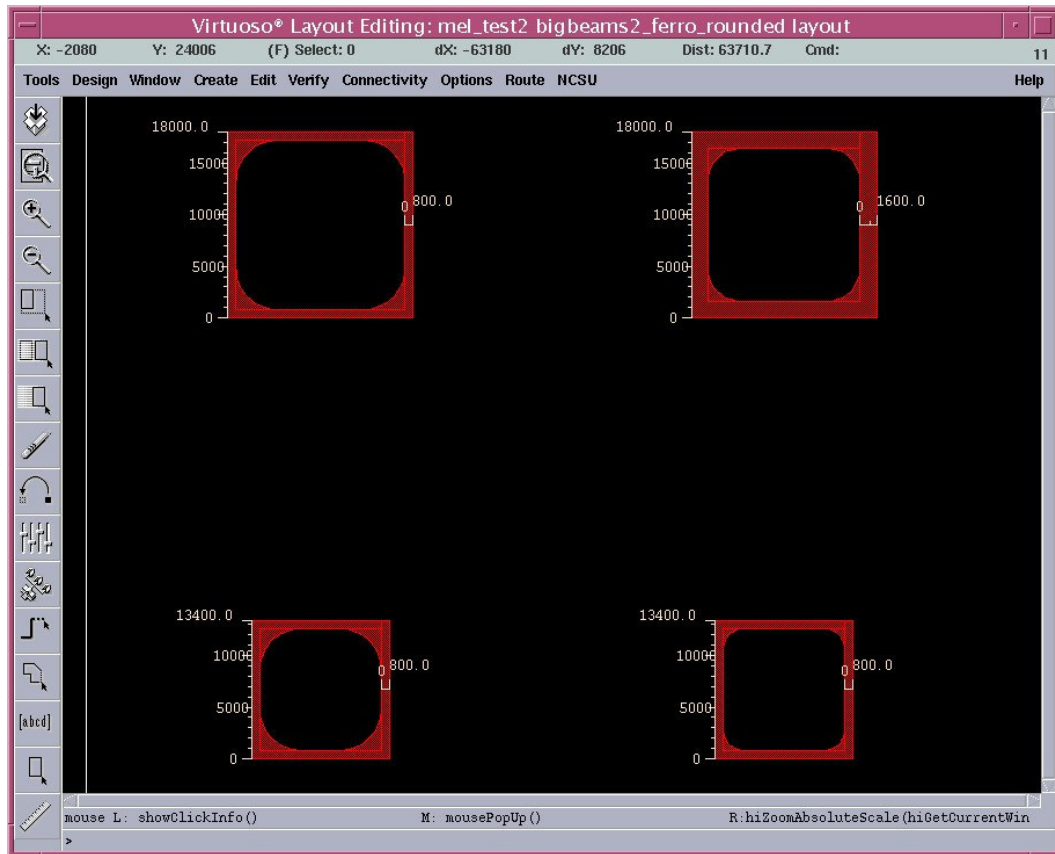 Virtuoso® Layout Editing: mel_test2 bigbeams2_ferro_rounded layout
X: -2080 Y: 24006 (F) Select: 0 dX: -63180 dY: 8206 Dist: 63710.7 Cmd: 11
Tools Design Window Create Edit Verify Connectivity Options Route NCSU Help
18000.0 18000.0
15000 15000
0 800.0 0 1600.0
10000 10000
5000 5000
0 0
13400.0 13400.0
10000 0 800.0 10000 0 800.0
5000 5000
[abcd]
0 0
mouse L: showClickInfo() M: mousePopUp() R:hiZoomAbsoluteScale(hiGetCurrentWin
>